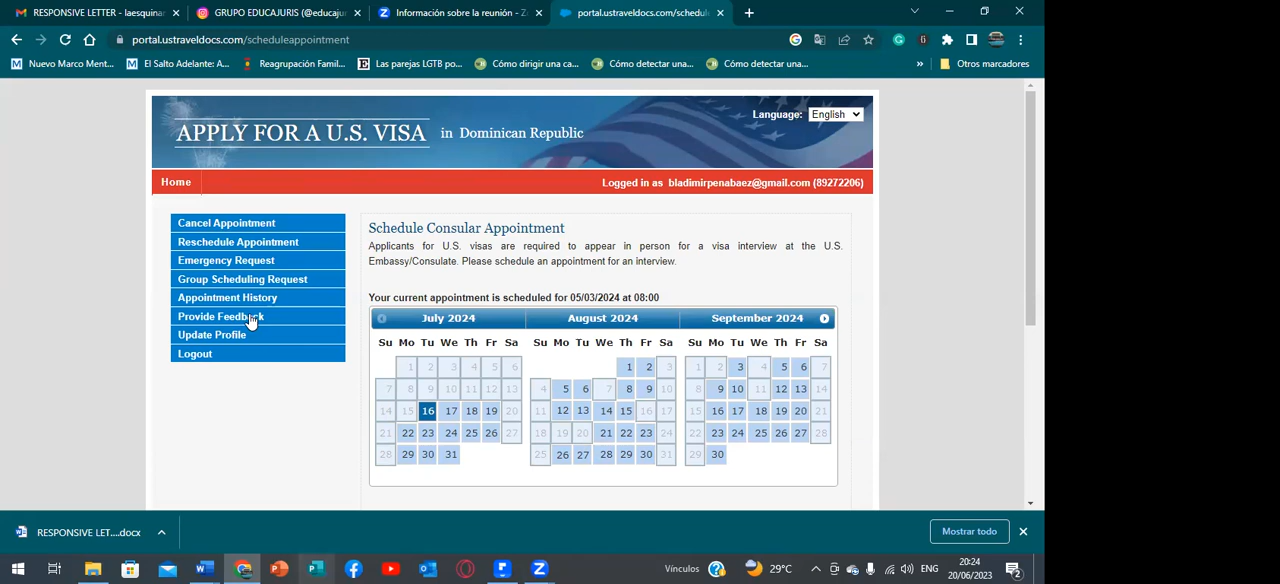 RESPONSIVE LETTER - laesquina
GRUPO EDUCAJURIS (@educaju
Información sobre la reunión - Zo
portal.ustraveldocs.com/schedule
portal.ustraveldocs.com/scheduleappointment
Nuevo Marco Ment...
El Salto Adelante: A...
Reagrupación Famil...
Las parejas LGTB po...
Cómo dirigir una ca...
Cómo detectar una...
Cómo detectar una...
»
Otros marcadores
APPLY FOR A U.S. VISA in Dominican Republic
Language: English
Home
Logged in as bladimirpenabaez@gmail.com (89272206)
Cancel Appointment
Reschedule Appointment
Emergency Request
Group Scheduling Request
Appointment History
Provide Feedback
Update Profile
Logout
Schedule Consular Appointment
Applicants for U.S. visas are required to appear in person for a visa interview at the U.S.
Embassy/Consulate. Please schedule an appointment for an interview.
Your current appointment is scheduled for 05/03/2024 at 08:00
July 2024
Su Mo Tu We Th Fr Sa
1 2 3 4 5 6
7 8 9 10 11 12 13
14 15 16 17 18 19 20
21 22 23 24 25 26 27
28 29 30 31
August 2024
Su Mo Tu We Th Fr Sa
1 2 3
4 5 6 7 8 9 10
11 12 13 14 15 16 17
18 19 20 21 22 23 24
25 26 27 28 29 30 31
September 2024
Su Mo Tu We Th Fr Sa
1 2 3 4 5 6 7
8 9 10 11 12 13 14
15 16 17 18 19 20 21
22 23 24 25 26 27 28
29 30
RESPONSIVE LET....docx
Mostrar todo
Vínculos
29°C
ENG
20:24
20/06/2023